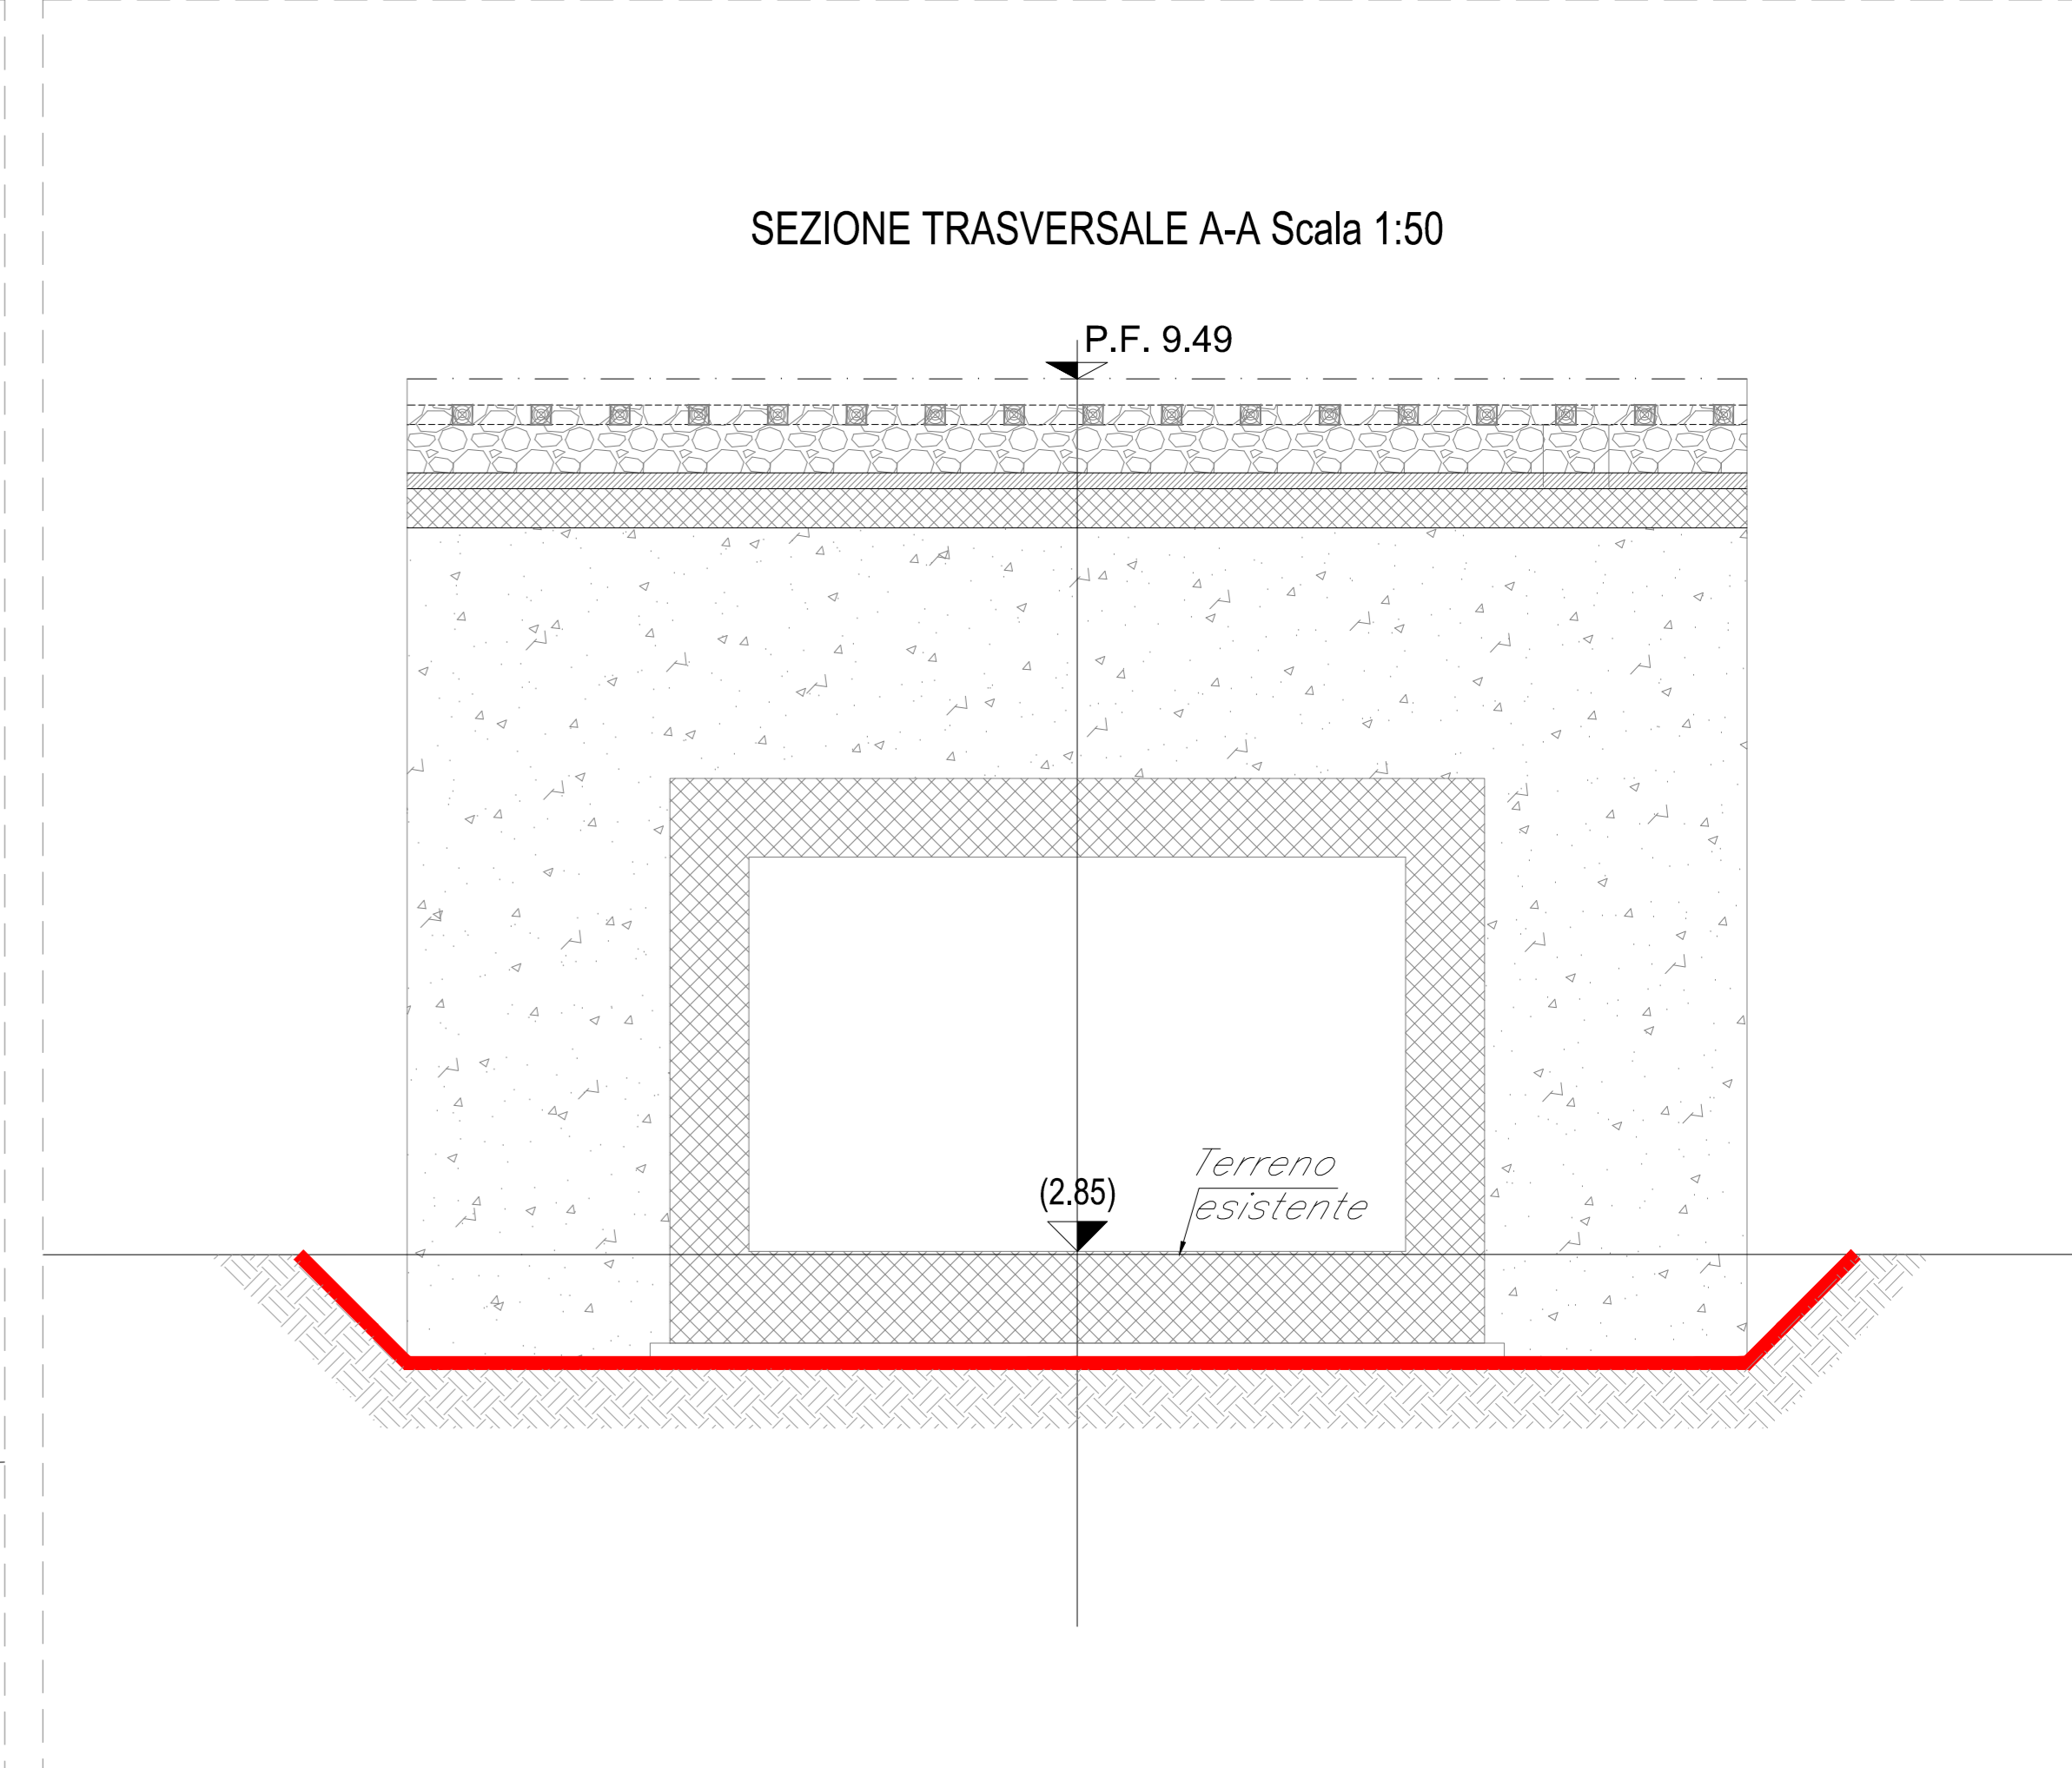 SEZIONE TRASVERSALE A-A Scala 1:50
P.F. 9.49
Terreno
(2.85)
esistente